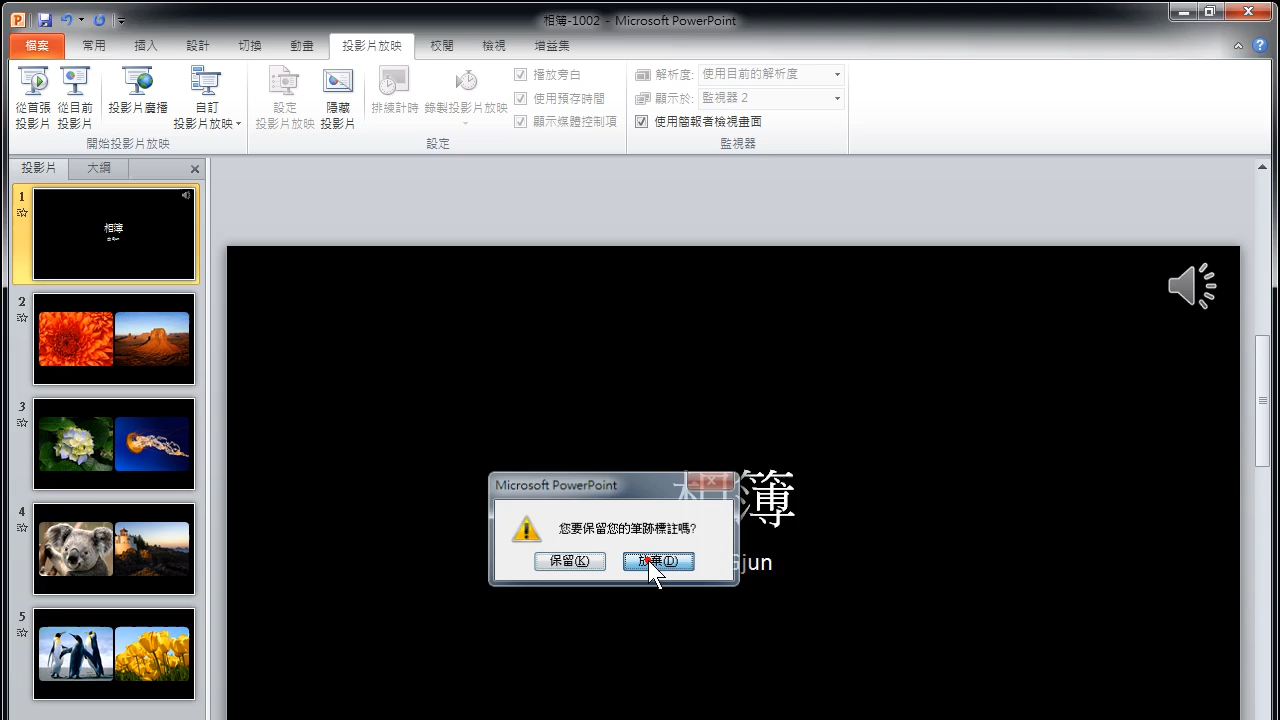 相簿-1002 - Microsoft PowerPoint
檔案 常用 插入 設計 切換 動畫 投影片放映 校閱 檢視 增益集
從首張投影片 從目前投影片 投影片廣播 自訂投影片放映
設定投影片放映 隱藏投影片 排練計時 錄製投影片放映
播放旁白
使用預存時間
顯示媒體控制項
解析度: 使用目前的解析度
顯示於: 監視器 2
使用簡報者檢視畫面
開始投影片放映 設定 監視器
投影片 大綱
1
相簿
2
3
4
5
相簿
Gjun
Microsoft PowerPoint
您要保留您的筆跡標註嗎?
保留(K) 放棄(D)